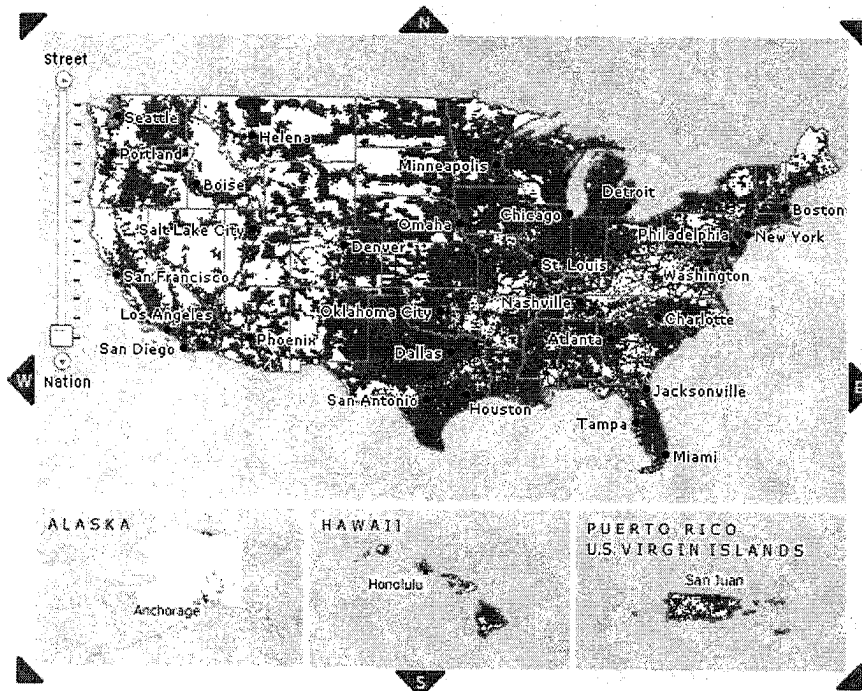 N
Street
Seattle
Helena
Portland
Minneapolis
Boise
Detroit
Boston
Chicago
Omaha
Salt Lake City
Philadelphia
New York
Denver
St. Louis
Washington
San Francisco
Nashville
Los Angeles
Oklahoma City
Charlotte
Phoenix
Atlanta
San Diego
Dallas
W
E
Nation
Jacksonville
San Antonio
Houston
Tampa
Miami
ALASKA
HAWAII
PUERTO RICO
U.S VIRGIN ISLANDS
Honolulu
San Juan
Anchorage
S